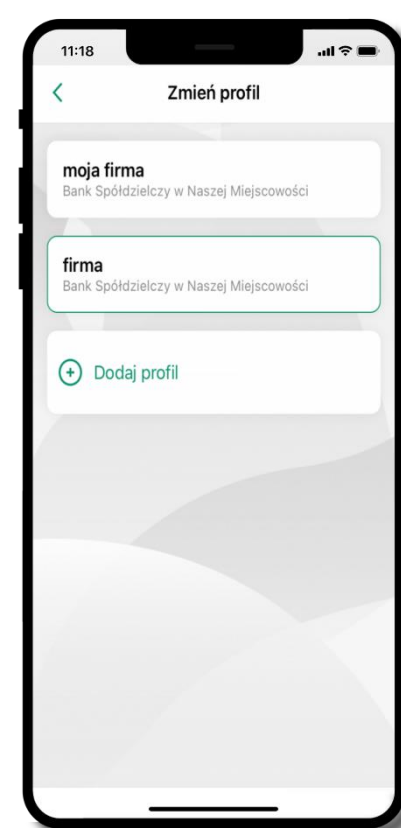 11:18
Zmień profil
moja firma
Bank Spółdzielczy w Naszej Miejscowości
firma
Bank Spółdzielczy w Naszej Miejscowości
Dodaj profil